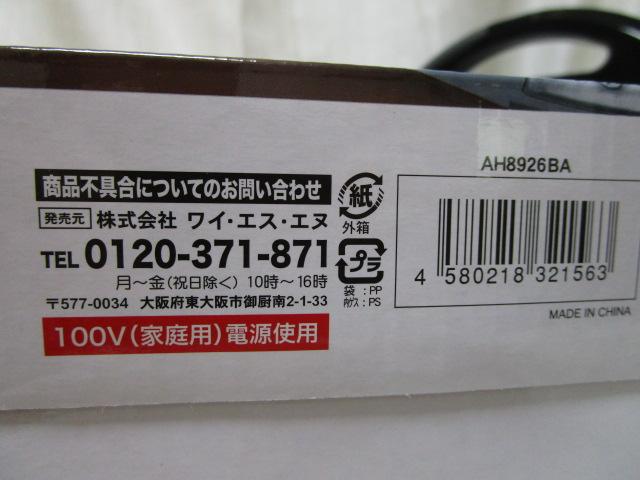 商品不具合についてのお問い合わせ
発売元 株式会社 ワイ・エス・エヌ
TEL 0120-371-871
月～金(祝日除く)10時～16時
〒577-0034 大阪府東大阪市御厨南2-1-33
100V(家庭用)電源使用
紙
外箱
プラ
袋:PP
内ケース:PS
AH8926BA
4 580218 321563
MADE IN CHINA